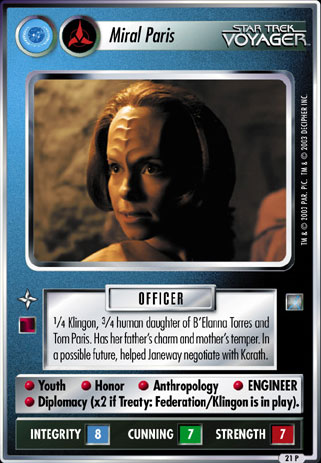 Miral Paris
STAR TREK
VOYAGER
TM & © 2003 PAR. PIC. TM & © 2003 DECIPHER INC.
OFFICER
1/4 Klingon, 3/4 human daughter of B'Elanna Torres and
Tom Paris. Has her father's charm and mother's temper. In
a possible future, helped Janeway negotiate with Korath.
Youth Honor Anthropology ENGINEER
Diplomacy (x2 if Treaty: Federation/Klingon is in play).
INTEGRITY 8 CUNNING 7 STRENGTH 7
21 P